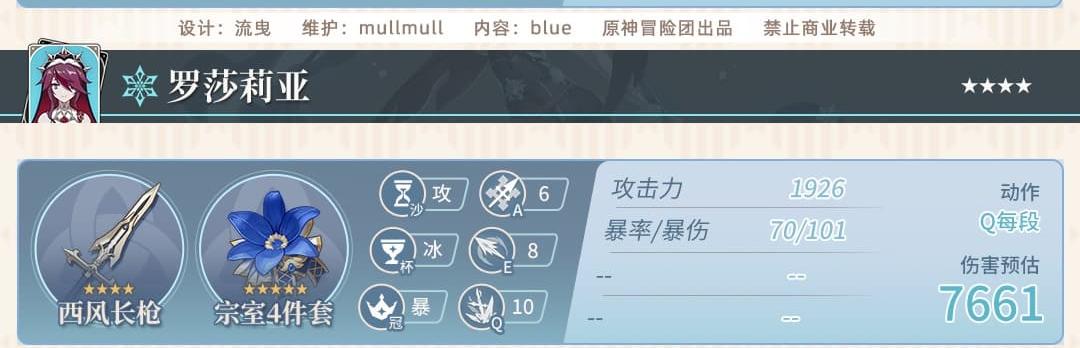 设计：流曳 维护：mullmull 内容：blue 原神冒险团出品 禁止商业转载
罗莎莉亚
★★★★
西风长枪
宗室4件套
沙 攻
A 6
杯 冰
E 8
冠 暴
Q 10
攻击力 1926
暴率/暴伤 70/101
-- --
-- --
动作
Q每段
伤害预估
7661